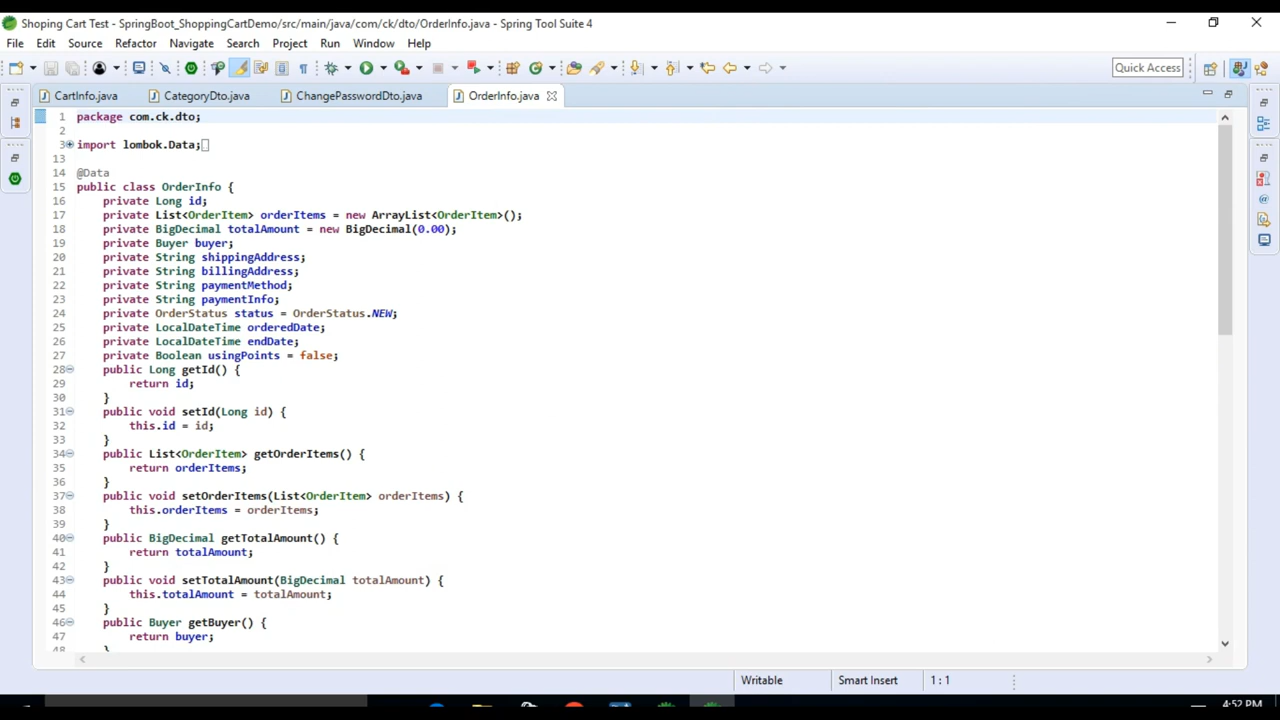 Shoping Cart Test - SpringBoot_ShoppingCartDemo/src/main/java/com/ck/dto/OrderInfo.java - Spring Tool Suite 4
File Edit Source Refactor Navigate Search Project Run Window Help
Quick Access
CartInfo.java CategoryDto.java ChangePasswordDto.java OrderInfo.java
1 package com.ck.dto;
2
3 import lombok.Data;
13
14 @Data
15 public class OrderInfo {
16 private Long id;
17 private List<OrderItem> orderItems = new ArrayList<OrderItem>();
18 private BigDecimal totalAmount = new BigDecimal(0.00);
19 private Buyer buyer;
20 private String shippingAddress;
21 private String billingAddress;
22 private String paymentMethod;
23 private String paymentInfo;
24 private OrderStatus status = OrderStatus.NEW;
25 private LocalDateTime orderedDate;
26 private LocalDateTime endDate;
27 private Boolean usingPoints = false;
28 public Long getId() {
29 return id;
30 }
31 public void setId(Long id) {
32 this.id = id;
33 }
34 public List<OrderItem> getOrderItems() {
35 return orderItems;
36 }
37 public void setOrderItems(List<OrderItem> orderItems) {
38 this.orderItems = orderItems;
39 }
40 public BigDecimal getTotalAmount() {
41 return totalAmount;
42 }
43 public void setTotalAmount(BigDecimal totalAmount) {
44 this.totalAmount = totalAmount;
45 }
46 public Buyer getBuyer() {
47 return buyer;
48 }
Writable Smart Insert 1 : 1
4:52 PM